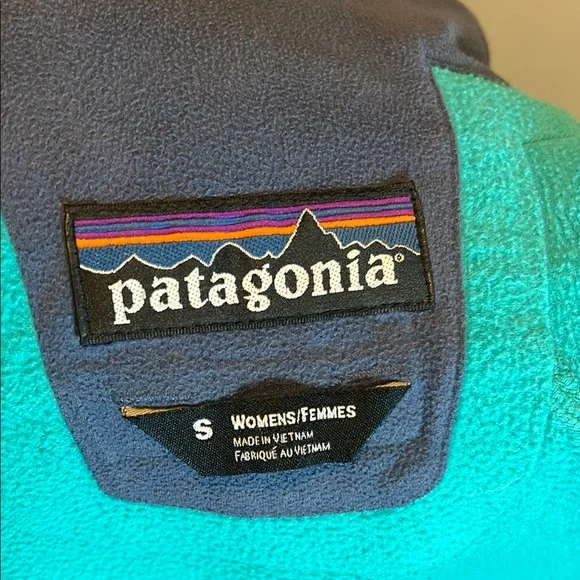 patagonia®
S WOMENS/FEMMES
MADE IN VIETNAM
FABRIQUÉ AU VIETNAM